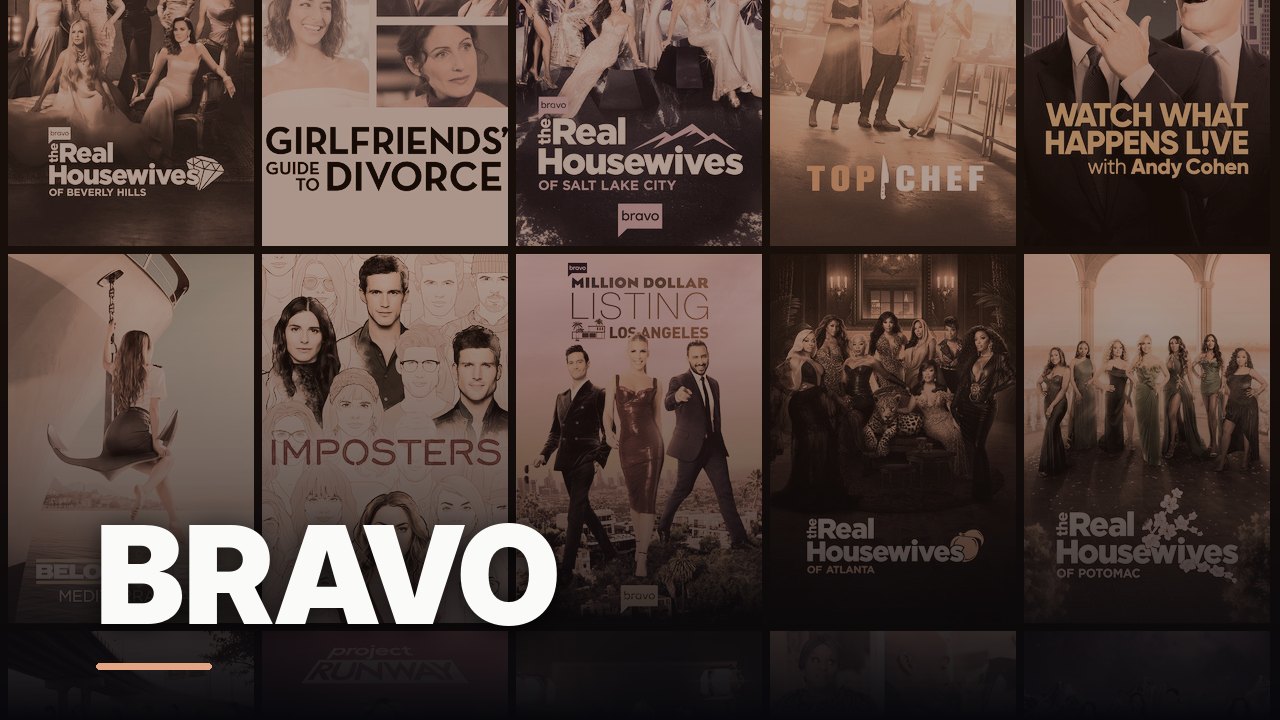 bravo
the Real
Housewives
OF BEVERLY HILLS
GIRLFRIENDS'
GUIDE TO DIVORCE
bravo
the Real
Housewives
OF SALT LAKE CITY
bravo
TOP CHEF
WATCH WHAT
HAPPENS L!VE
with Andy Cohen
IMPOSTERS
bravo
MILLION DOLLAR
LISTING
LOS ANGELES
bravo
the Real
Housewives
OF ATLANTA
the Real
Housewives
OF POTOMAC
BRAVO
project
RUNWAY